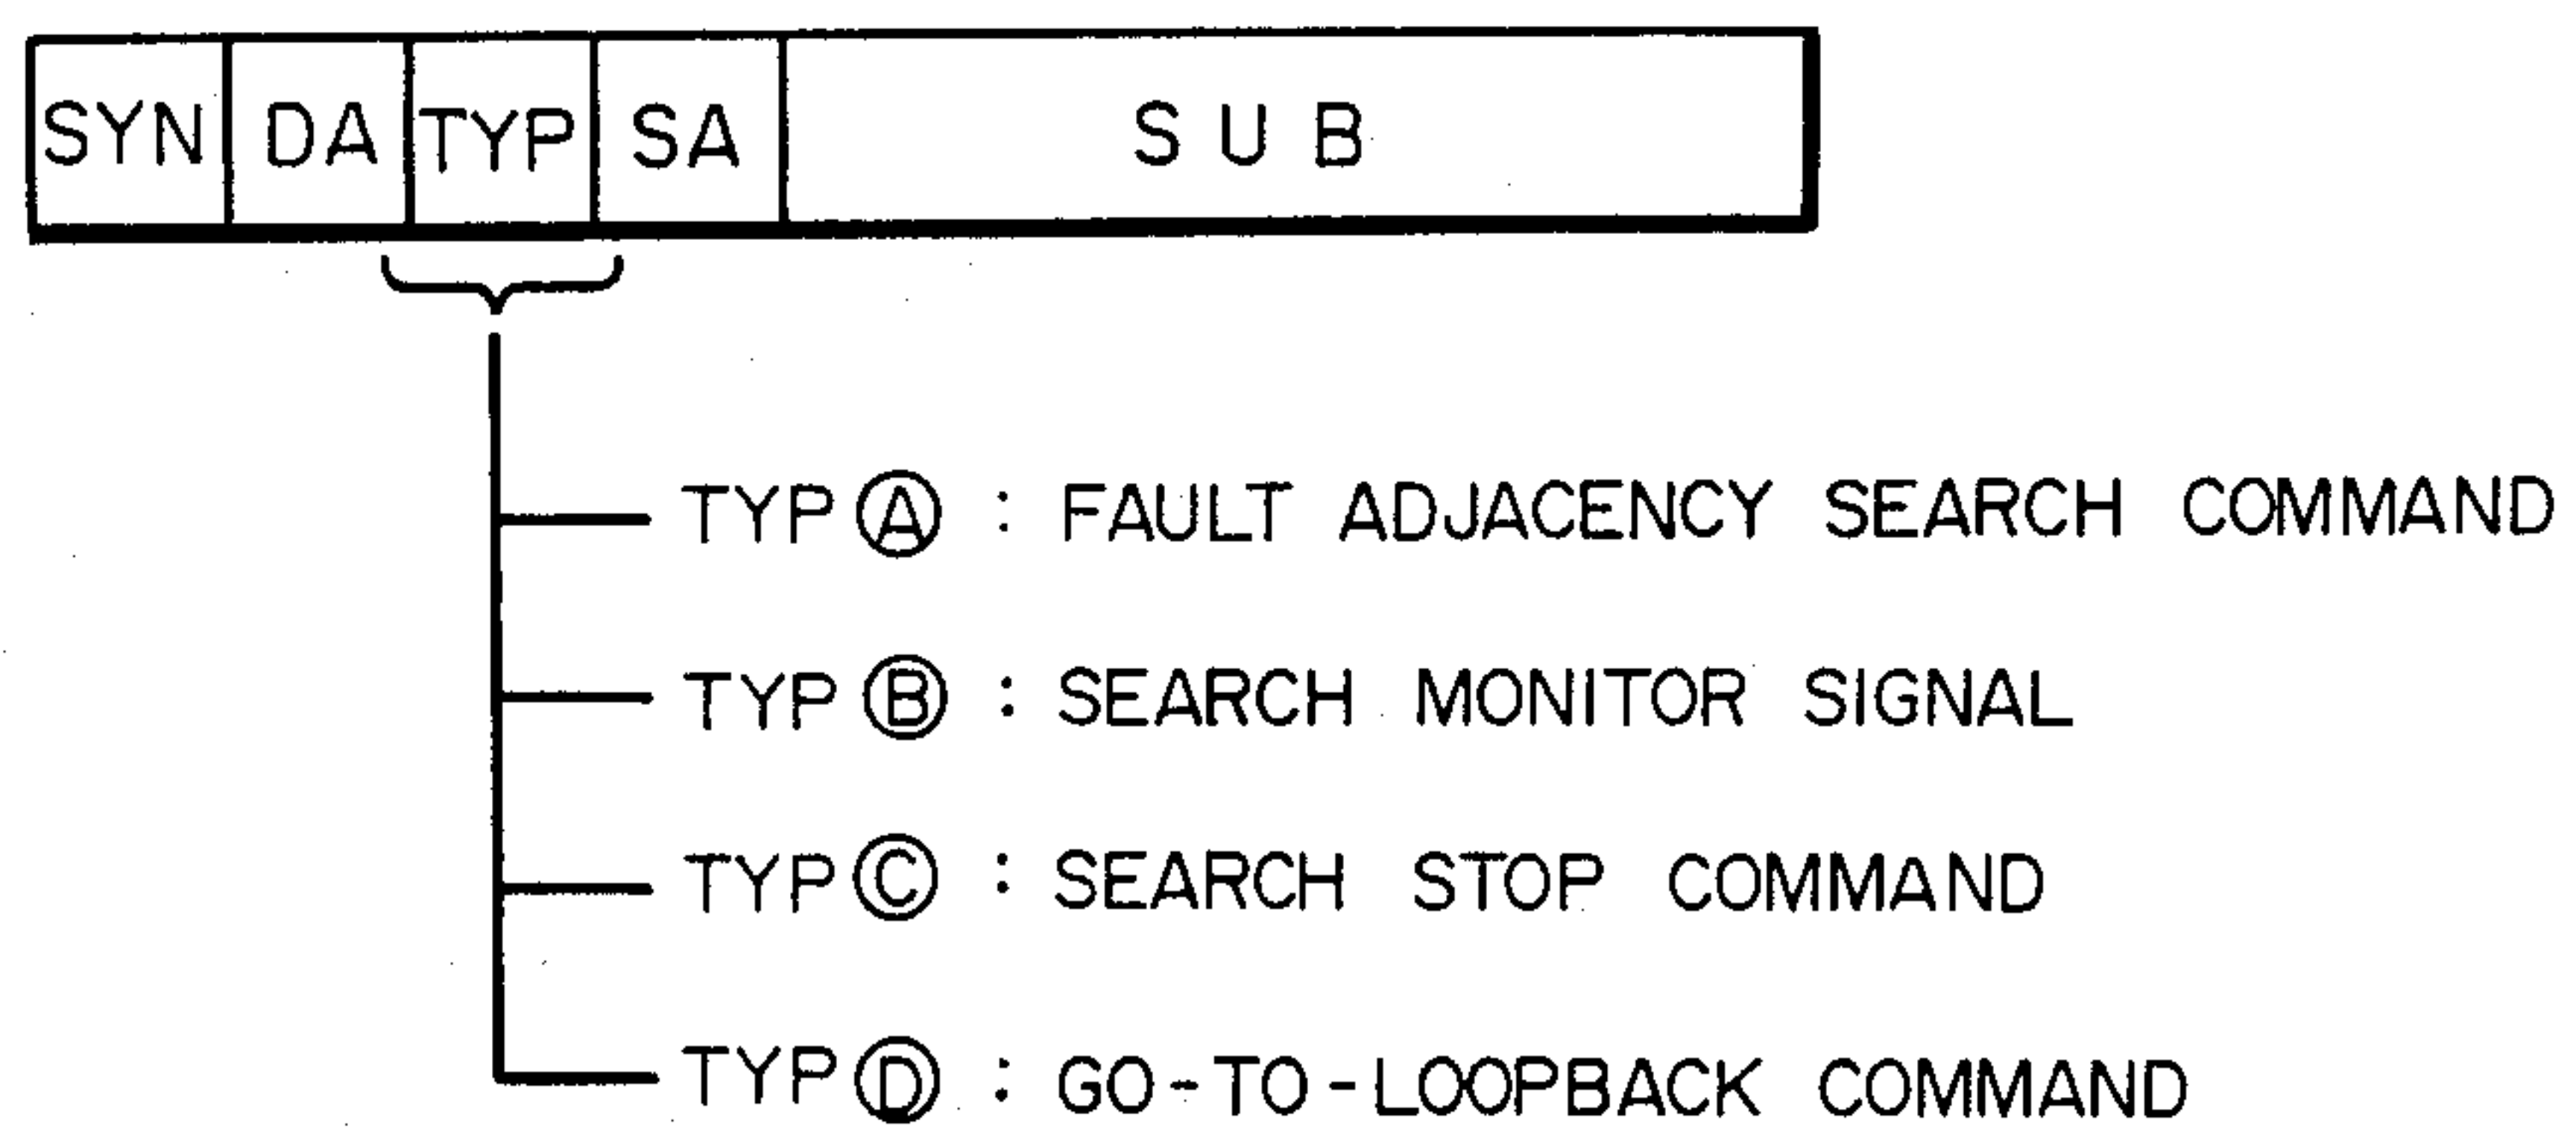 SYN DA TYP SA SUB
TYP Ⓐ : FAULT ADJACENCY SEARCH COMMAND
TYP Ⓑ : SEARCH MONITOR SIGNAL
TYP Ⓒ : SEARCH STOP COMMAND
TYP Ⓓ : GO-TO-LOOPBACK COMMAND